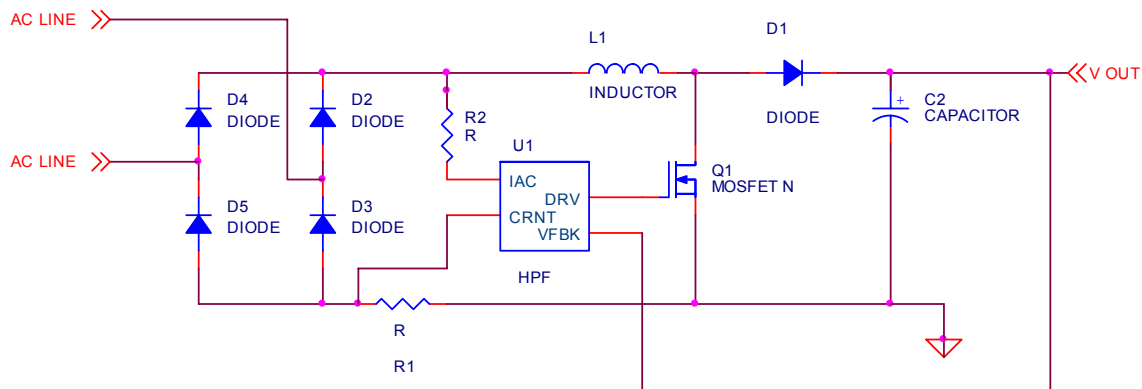 AC LINE
L1
D1
INDUCTOR
DIODE
V OUT
C2
CAPACITOR
D4
DIODE
D2
DIODE
R2
R
U1
AC LINE
IAC
DRV
CRNT
VFBK
HPF
Q1
MOSFET N
D5
DIODE
D3
DIODE
+
R
R1